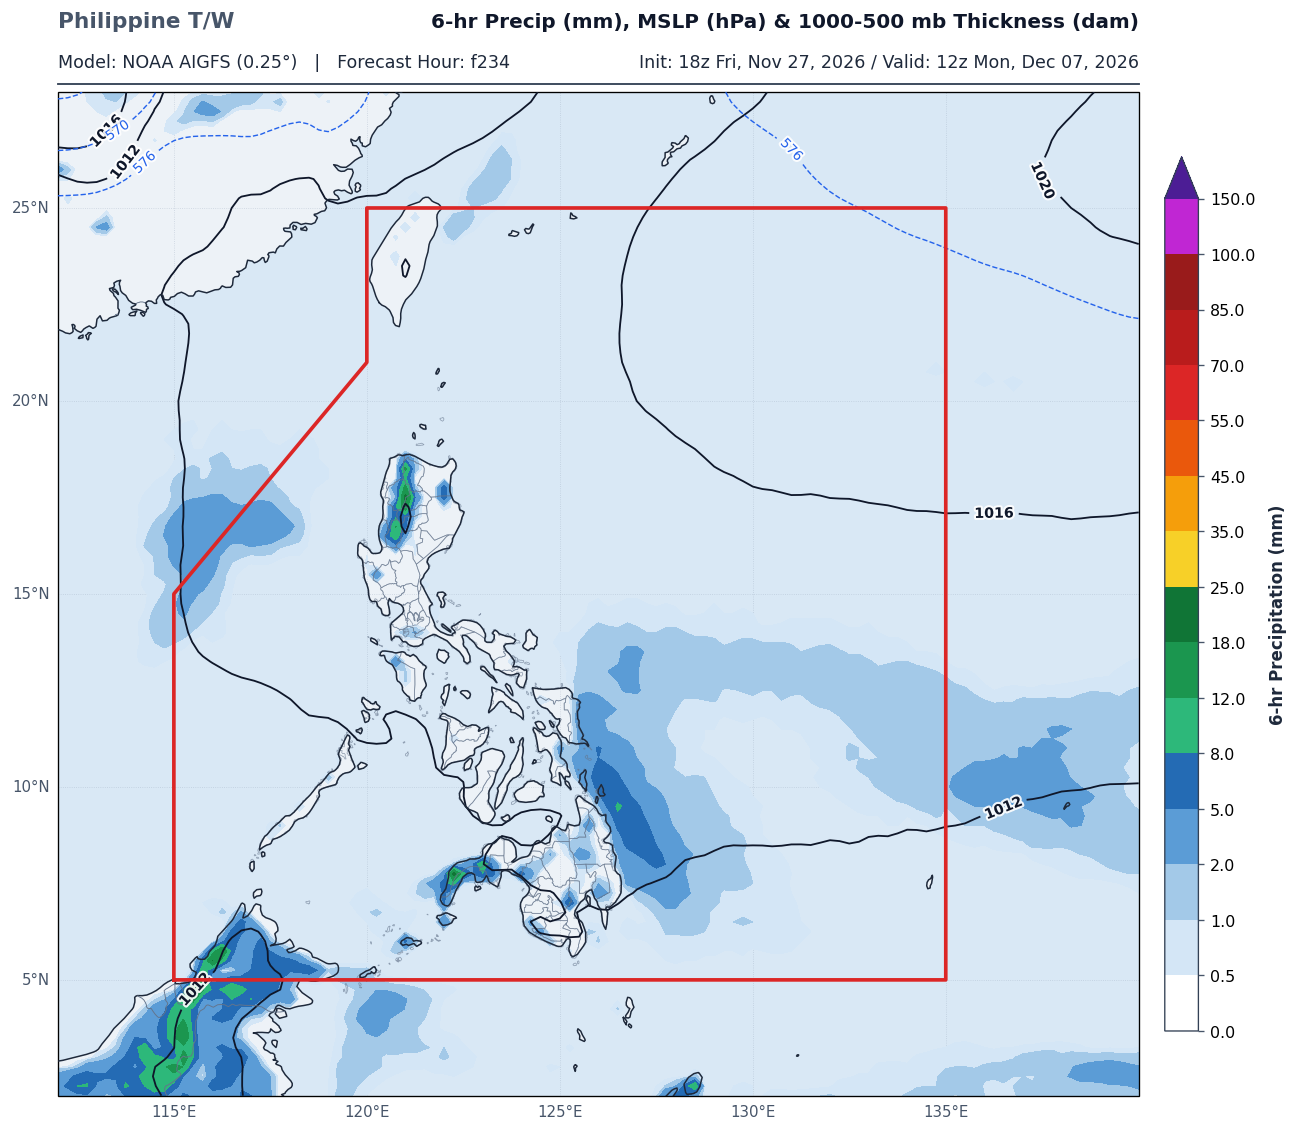 Philippine T/W
6-hr Precip (mm), MSLP (hPa) & 1000-500 mb Thickness (dam)
Model: NOAA AIGFS (0.25°) | Forecast Hour: f234
Init: 18z Fri, Nov 27, 2026 / Valid: 12z Mon, Dec 07, 2026
1016
570
1012
576
576
1020
1016
1012
1012
25°N
20°N
15°N
10°N
5°N
115°E
120°E
125°E
130°E
135°E
150.0
100.0
85.0
70.0
55.0
45.0
35.0
25.0
18.0
12.0
8.0
5.0
2.0
1.0
0.5
0.0
6-hr Precipitation (mm)